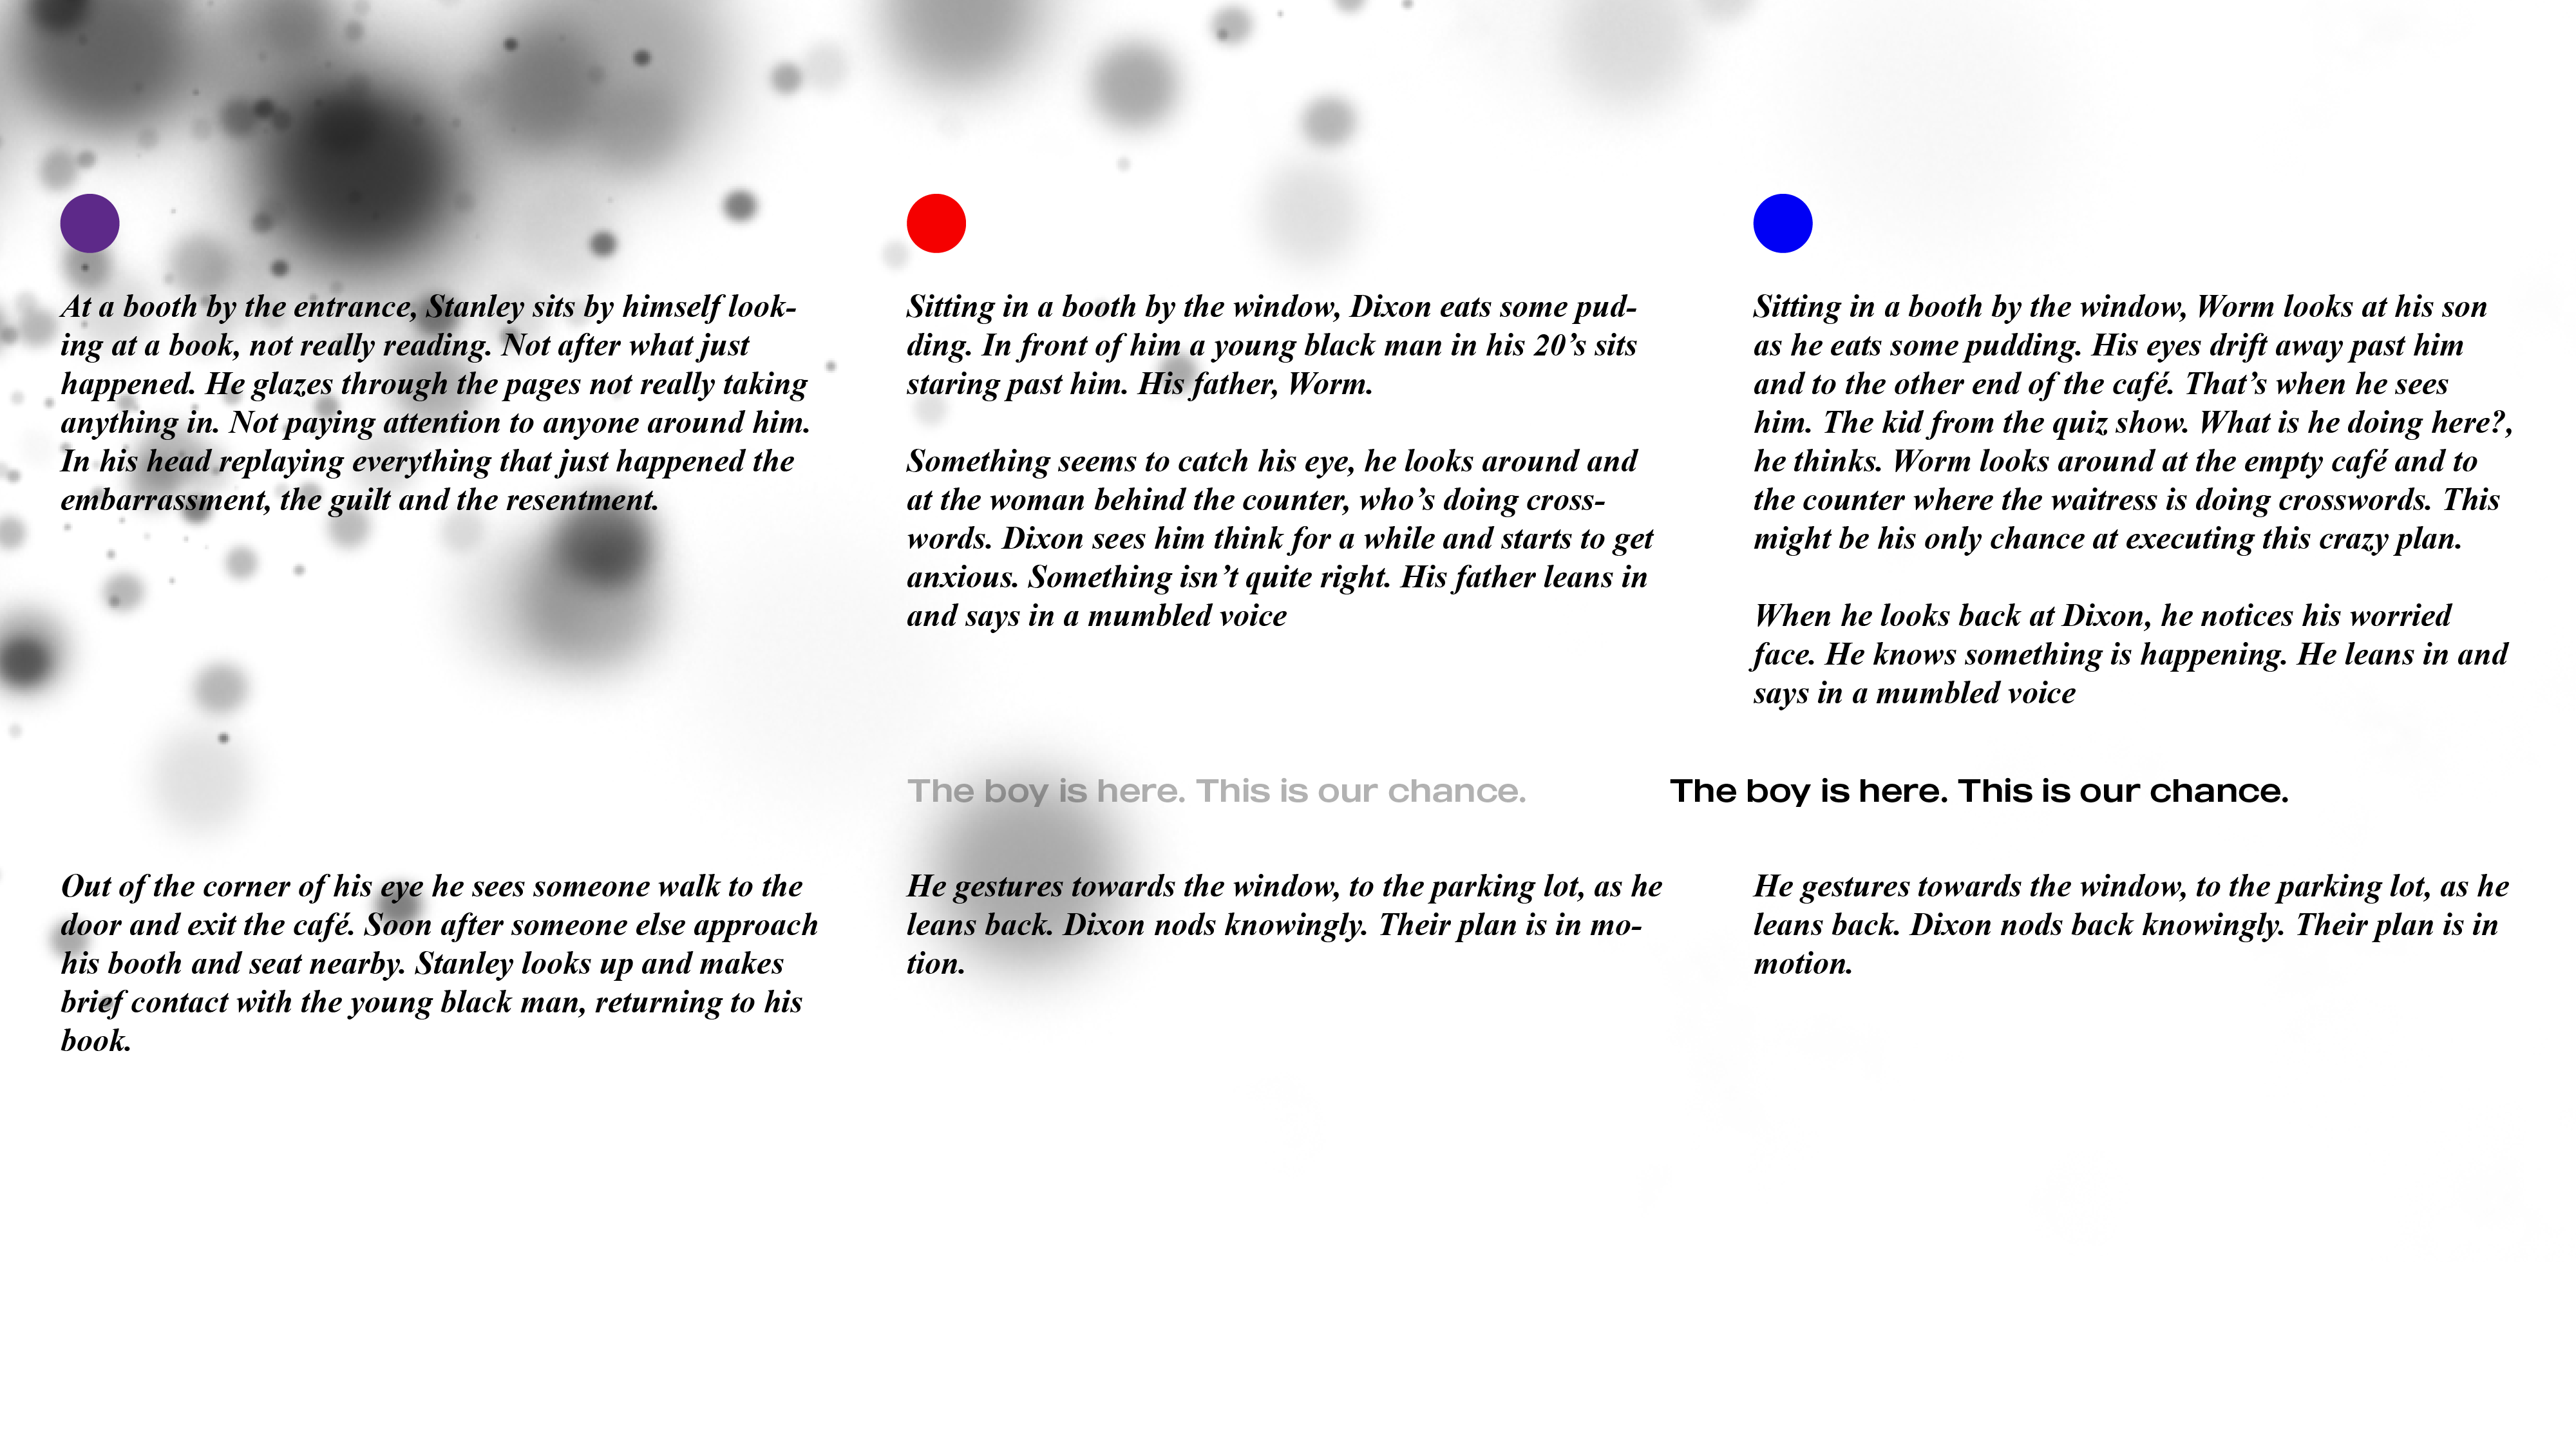 At a booth by the entrance, Stanley sits by himself look-
ing at a book, not really reading. Not after what just
happened. He glazes through the pages not really taking
anything in. Not paying attention to anyone around him.
In his head replaying everything that just happened the
embarrassment, the guilt and the resentment.
Out of the corner of his eye he sees someone walk to the
door and exit the café. Soon after someone else approach
his booth and seat nearby. Stanley looks up and makes
brief contact with the young black man, returning to his
book.
Sitting in a booth by the window, Dixon eats some pud-
ding. In front of him a young black man in his 20’s sits
staring past him. His father, Worm.
Something seems to catch his eye, he looks around and
at the woman behind the counter, who’s doing cross-
words. Dixon sees him think for a while and starts to get
anxious. Something isn’t quite right. His father leans in
and says in a mumbled voice
The boy is here. This is our chance.
He gestures towards the window, to the parking lot, as he
leans back. Dixon nods knowingly. Their plan is in mo-
tion.
Sitting in a booth by the window, Worm looks at his son
as he eats some pudding. His eyes drift away past him
and to the other end of the café. That’s when he sees
him. The kid from the quiz show. What is he doing here?,
he thinks. Worm looks around at the empty café and to
the counter where the waitress is doing crosswords. This
might be his only chance at executing this crazy plan.
When he looks back at Dixon, he notices his worried
face. He knows something is happening. He leans in and
says in a mumbled voice
The boy is here. This is our chance.
He gestures towards the window, to the parking lot, as he
leans back. Dixon nods back knowingly. Their plan is in
motion.